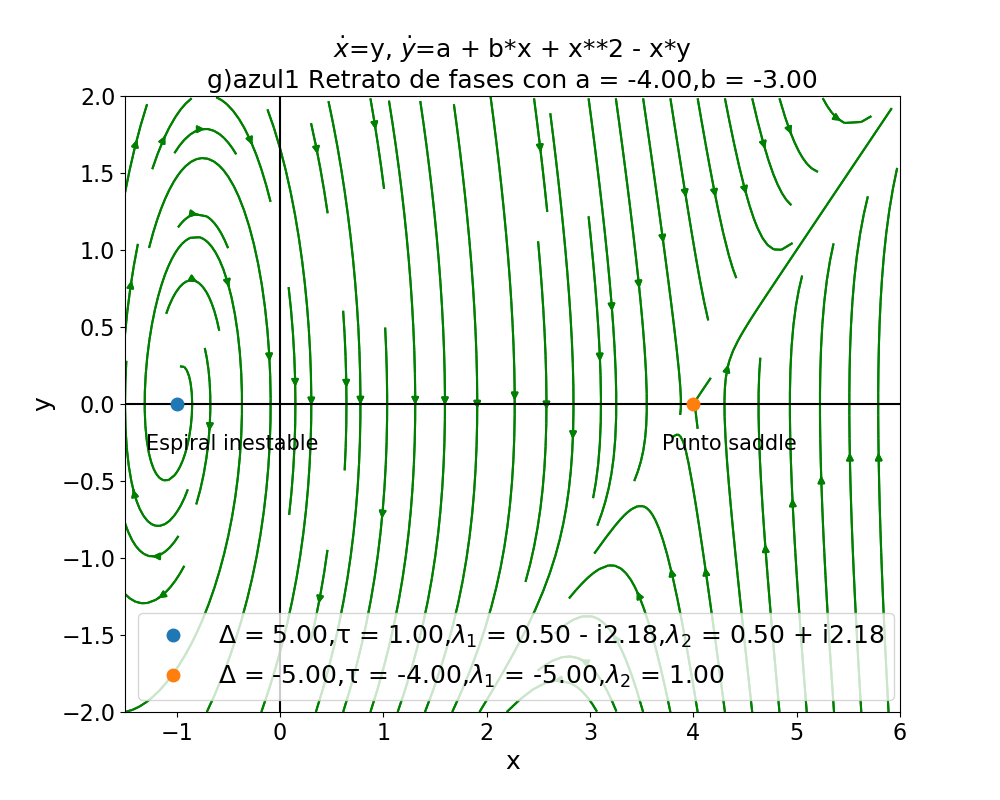 ẋ=y, ẏ=a + b*x + x**2 - x*y
g)azul1 Retrato de fases con a = -4.00,b = -3.00
2.0
1.5
1.0
0.5
0.0
−0.5
−1.0
−1.5
−2.0
y
Espiral inestable
Punto saddle
Δ = 5.00,τ = 1.00,λ₁ = 0.50 - i2.18,λ₂ = 0.50 + i2.18
Δ = -5.00,τ = -4.00,λ₁ = -5.00,λ₂ = 1.00
−1 0 1 2 3 4 5 6
x